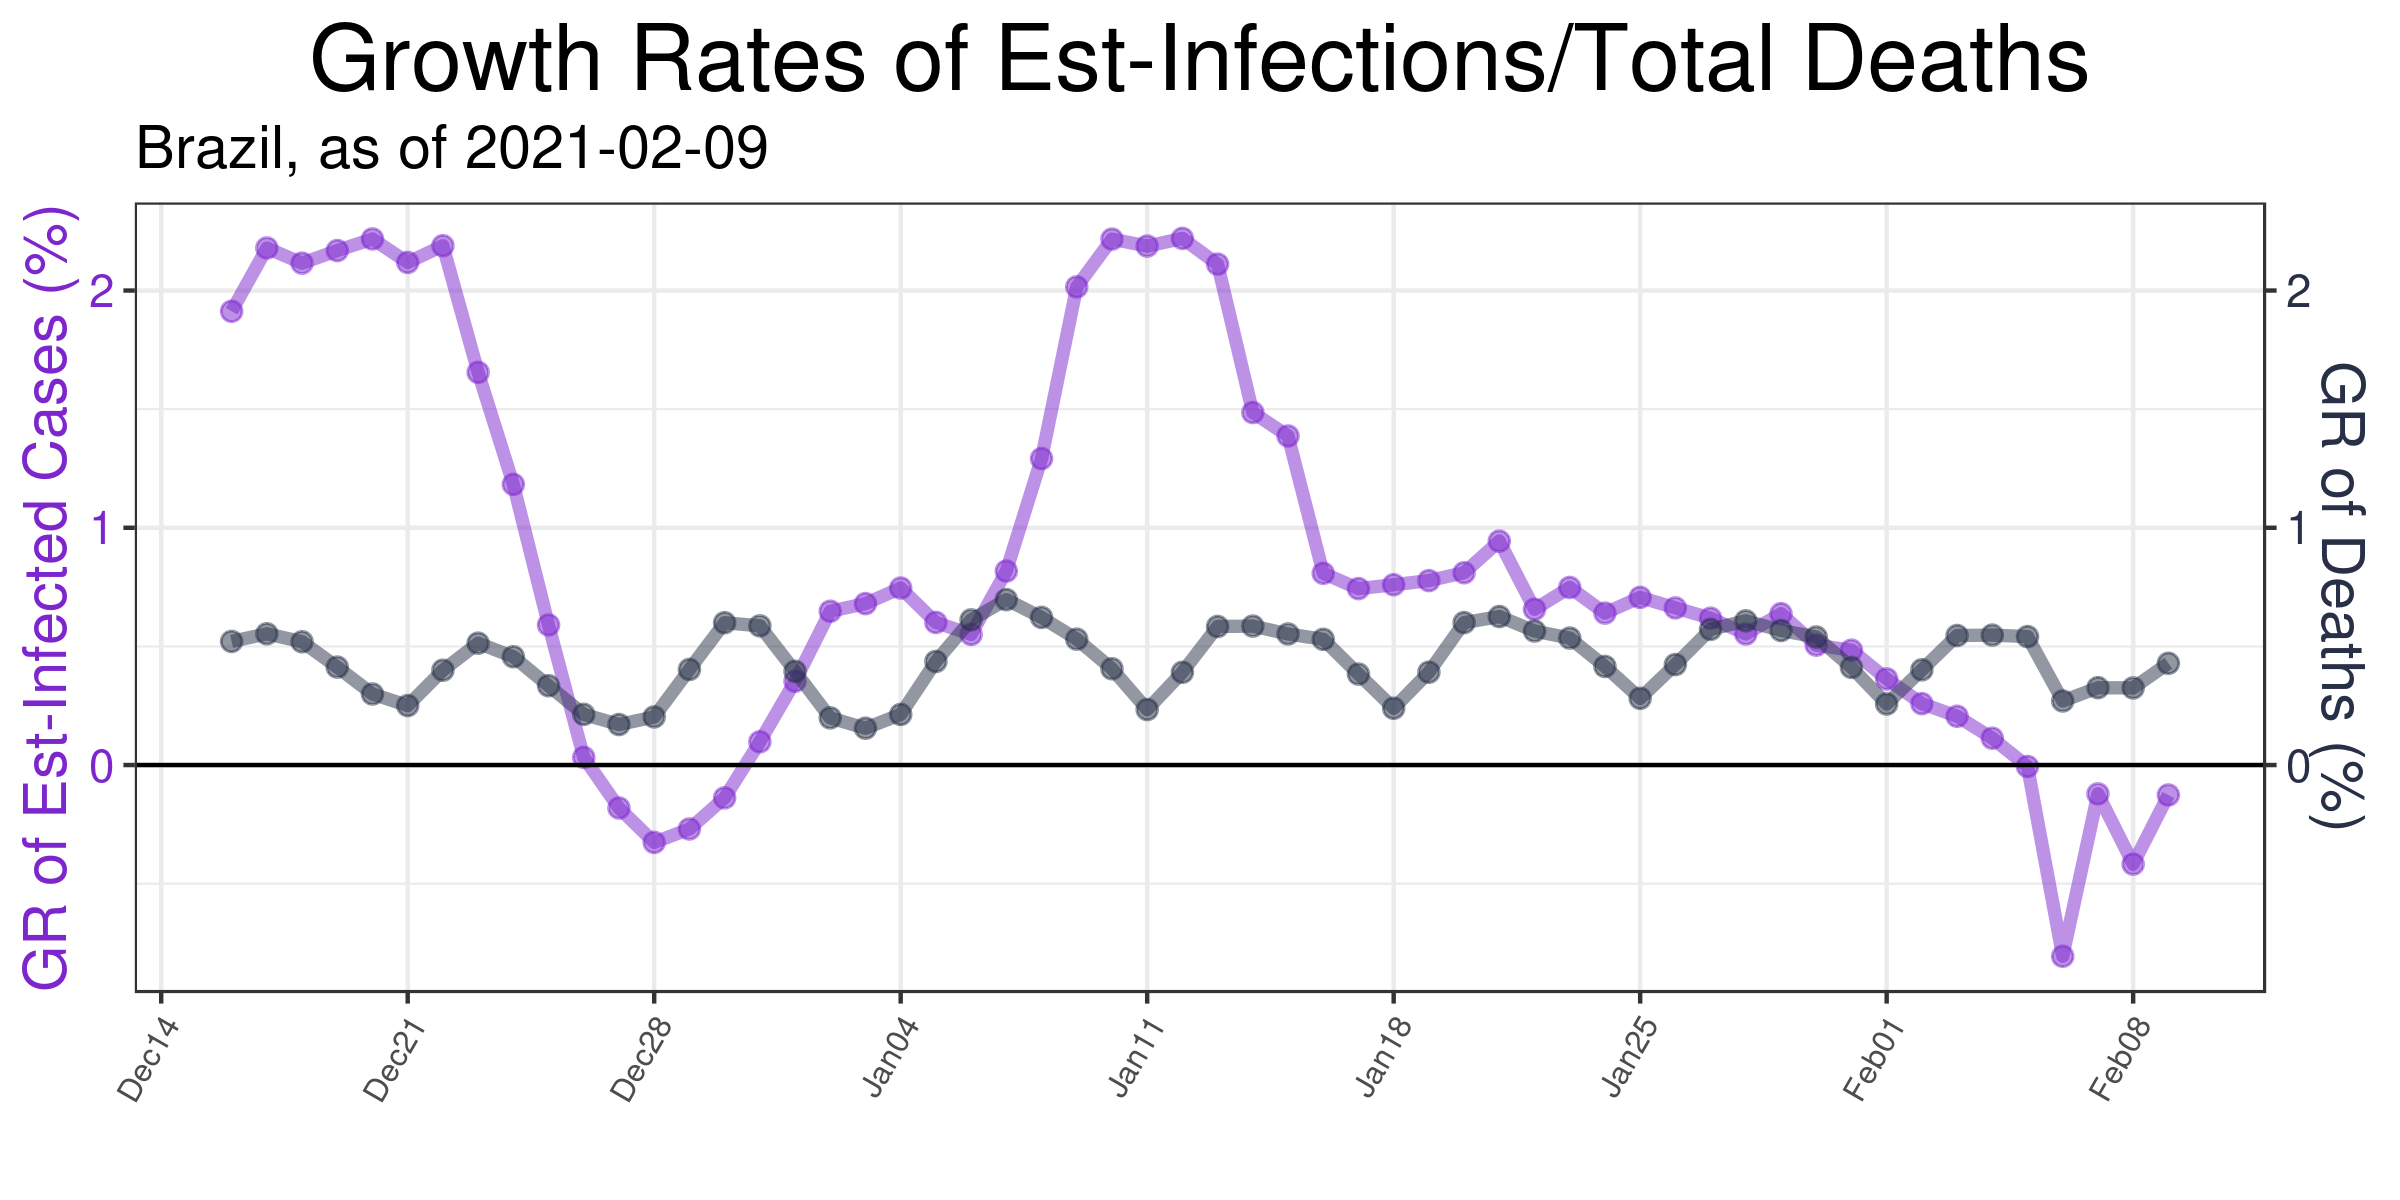 Growth Rates of Est-Infections/Total Deaths
Brazil, as of 2021-02-09
GR of Est-Infected Cases (%)
2
1
0
2
1
0
GR of Deaths (%)
Dec14
Dec21
Dec28
Jan04
Jan11
Jan18
Jan25
Feb01
Feb08